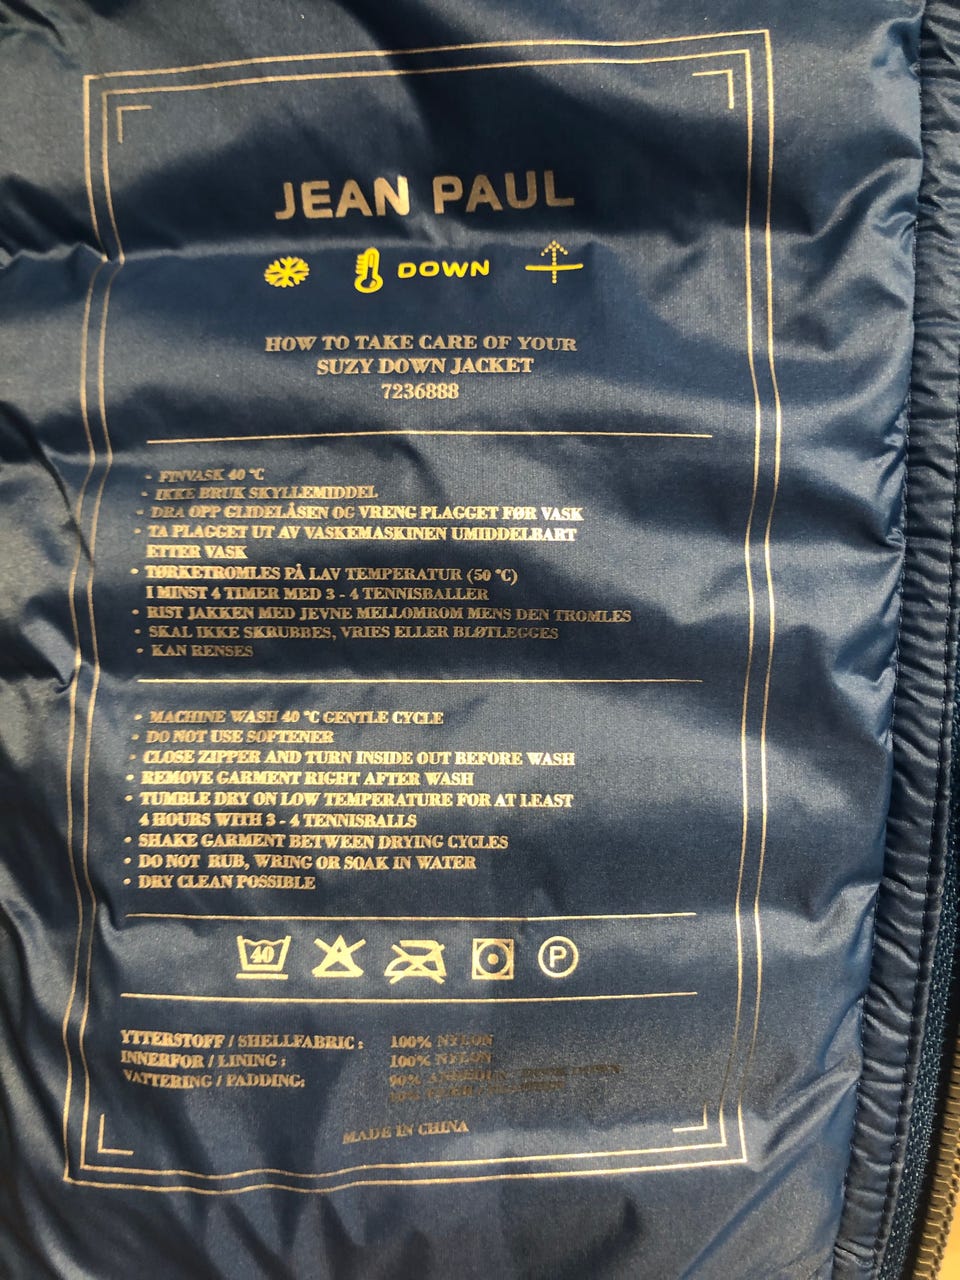 JEAN PAUL
DOWN
HOW TO TAKE CARE OF YOUR
SUZY DOWN JACKET
7236888
• FINVASK 40 °C
• IKKE BRUK SKYLLEMIDDEL
• DRA OPP GLIDELÅSEN OG VRENG PLAGGET FØR VASK
• TA PLAGGET UT AV VASKEMASKINEN UMIDDELBART
ETTER VASK
• TØRKETROMLES PÅ LAV TEMPERATUR (50 °C)
I MINST 4 TIMER MED 3 - 4 TENNISBALLER
• RIST JAKKEN MED JEVNE MELLOMROM MENS DEN TROMLES
• SKAL IKKE SKRUBBES, VRIES ELLER BLØTLEGGES
• KAN RENSES
• MACHINE WASH 40 °C GENTLE CYCLE
• DO NOT USE SOFTENER
• CLOSE ZIPPER AND TURN INSIDE OUT BEFORE WASH
• REMOVE GARMENT RIGHT AFTER WASH
• TUMBLE DRY ON LOW TEMPERATURE FOR AT LEAST
4 HOURS WITH 3 - 4 TENNISBALLS
• SHAKE GARMENT BETWEEN DRYING CYCLES
• DO NOT RUB, WRING OR SOAK IN WATER
• DRY CLEAN POSSIBLE
40 P
YTTERSTOFF / SHELLFABRIC : 100% NYLON
INNERFOR / LINING : 100% NYLON
VATTERING / PADDING: 90%
MADE IN CHINA